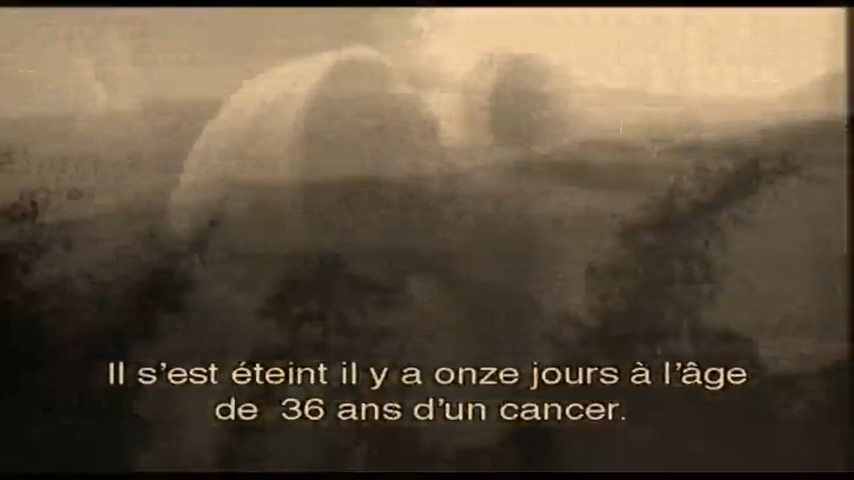 Il s'est éteint il y a onze jours à l'âge
de 36 ans d'un cancer.